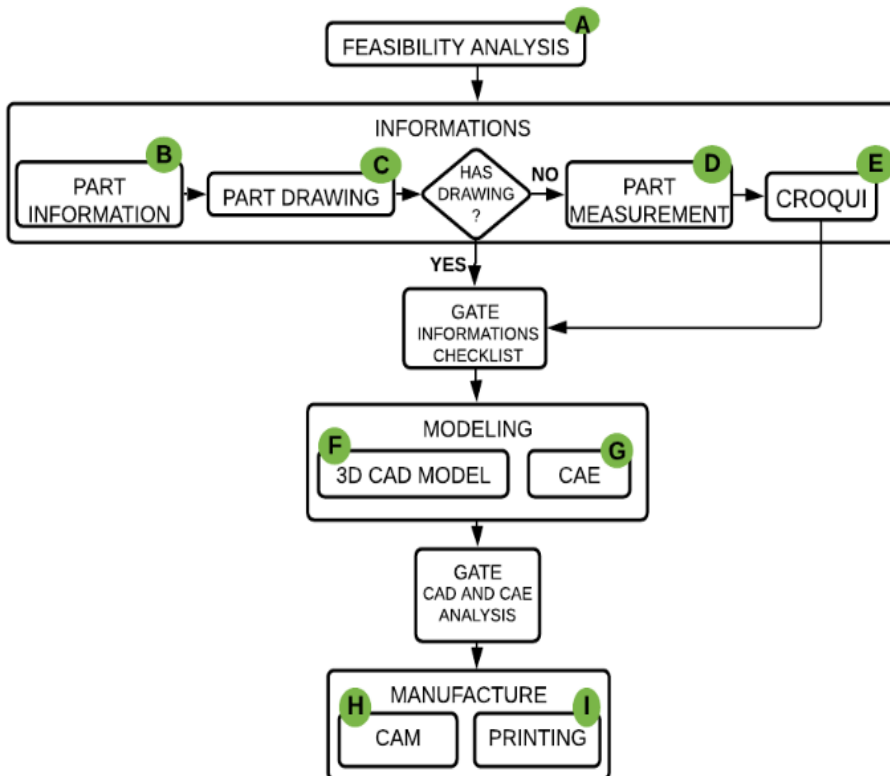 A
FEASIBILITY ANALYSIS
INFORMATIONS
B
PART
INFORMATION
C
PART DRAWING
HAS
DRAWING
?
NO
D
PART
MEASUREMENT
E
CROQUI
YES
GATE
INFORMATIONS
CHECKLIST
MODELING
F
3D CAD MODEL
G
CAE
GATE
CAD AND CAE
ANALYSIS
MANUFACTURE
H
CAM
I
PRINTING